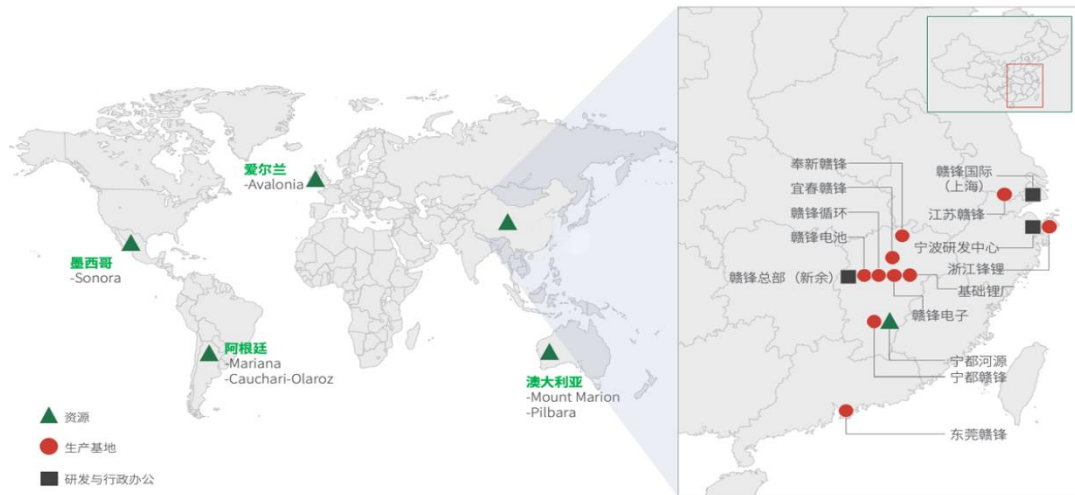 爱尔兰
-Avalonia
墨西哥
-Sonora
阿根廷
-Mariana
-Cauchari-Olaroz
澳大利亚
-Mount Marion
-Pilbara
资源
生产基地
研发与行政办公
奉新赣锋
宜春赣锋
赣锋循环
赣锋电池
赣锋总部（新余）
赣锋国际
（上海）
江苏赣锋
宁波研发中心
浙江锋锂
基础锂厂
赣锋电子
宁都河源
宁都赣锋
东莞赣锋